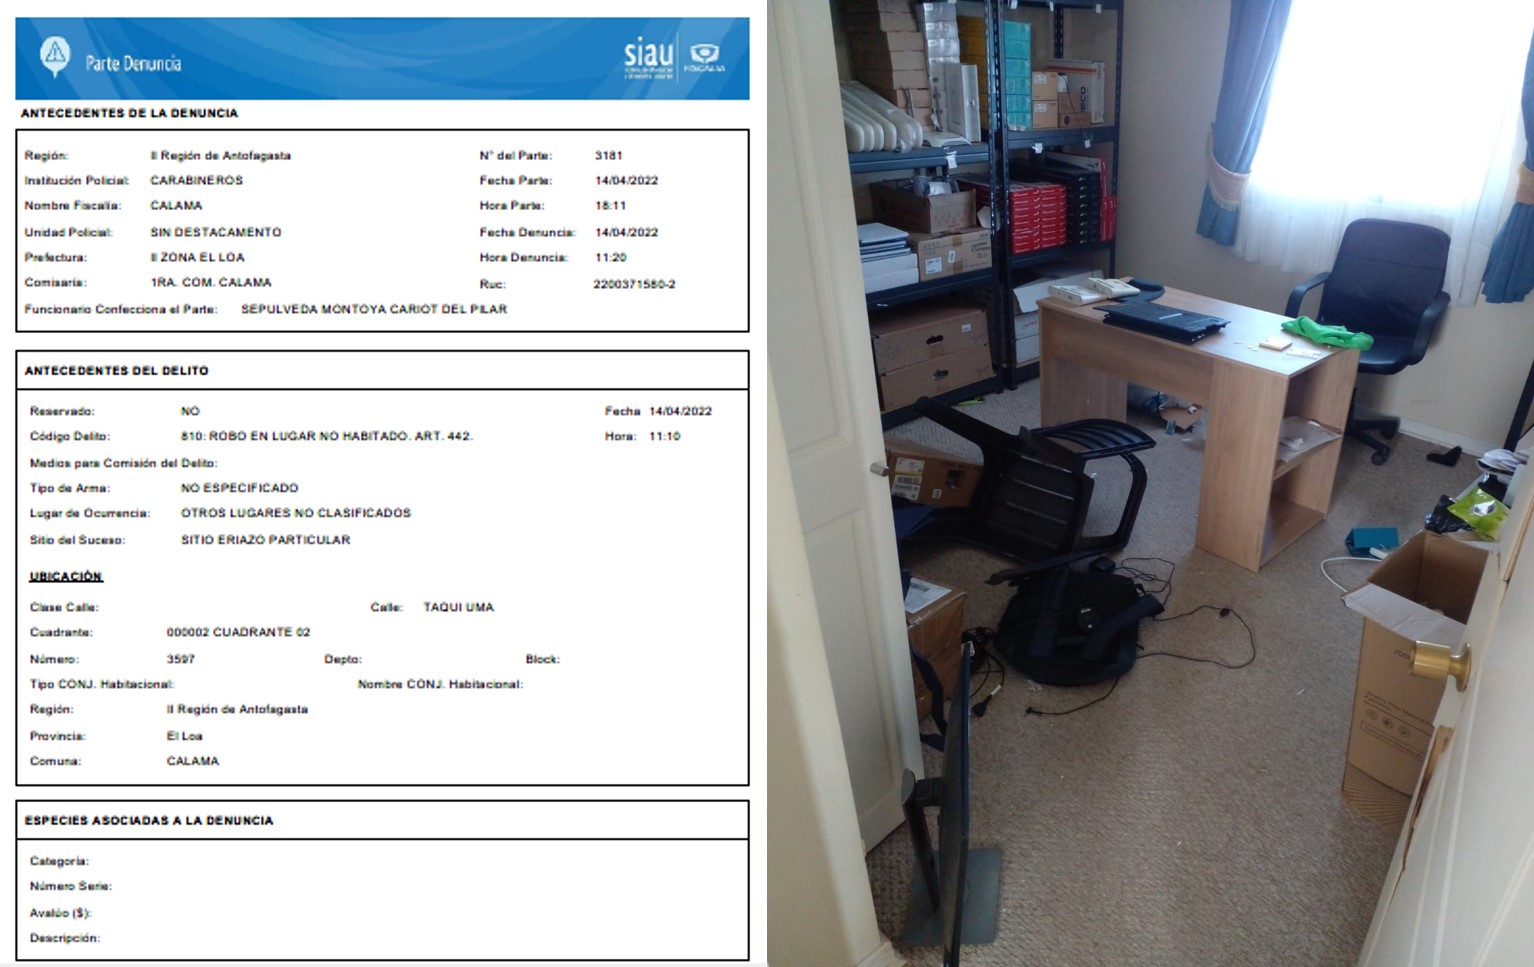 Parte Denuncia
siau
FISCALIA
ANTECEDENTES DE LA DENUNCIA
Región: II Región de Antofagasta N° del Parte: 3181
Institución Policial: CARABINEROS Fecha Parte: 14/04/2022
Nombre Fiscalía: CALAMA Hora Parte: 18:11
Unidad Policial: SIN DESTACAMENTO Fecha Denuncia: 14/04/2022
Prefectura: II ZONA EL LOA Hora Denuncia: 11:20
Comisaría: 1RA. COM. CALAMA Ruc: 2200371580-2
Funcionario Confecciona el Parte: SEPULVEDA MONTOYA CARIOT DEL PILAR
ANTECEDENTES DEL DELITO
Reservado: NO Fecha 14/04/2022
Código Delito: 810: ROBO EN LUGAR NO HABITADO. ART. 442. Hora: 11:10
Medios para Comisión del Delito:
Tipo de Arma: NO ESPECIFICADO
Lugar de Ocurrencia: OTROS LUGARES NO CLASIFICADOS
Sitio del Suceso: SITIO ERIAZO PARTICULAR
UBICACIÓN
Clase Calle: Calle: TAQUI UMA
Cuadrante: 000002 CUADRANTE 02
Número: 3597 Depto: Block:
Tipo CONJ. Habitacional: Nombre CONJ. Habitacional:
Región: II Región de Antofagasta
Provincia: El Loa
Comuna: CALAMA
ESPECIES ASOCIADAS A LA DENUNCIA
Categoría:
Número Serie:
Avalúo ($):
Descripción: